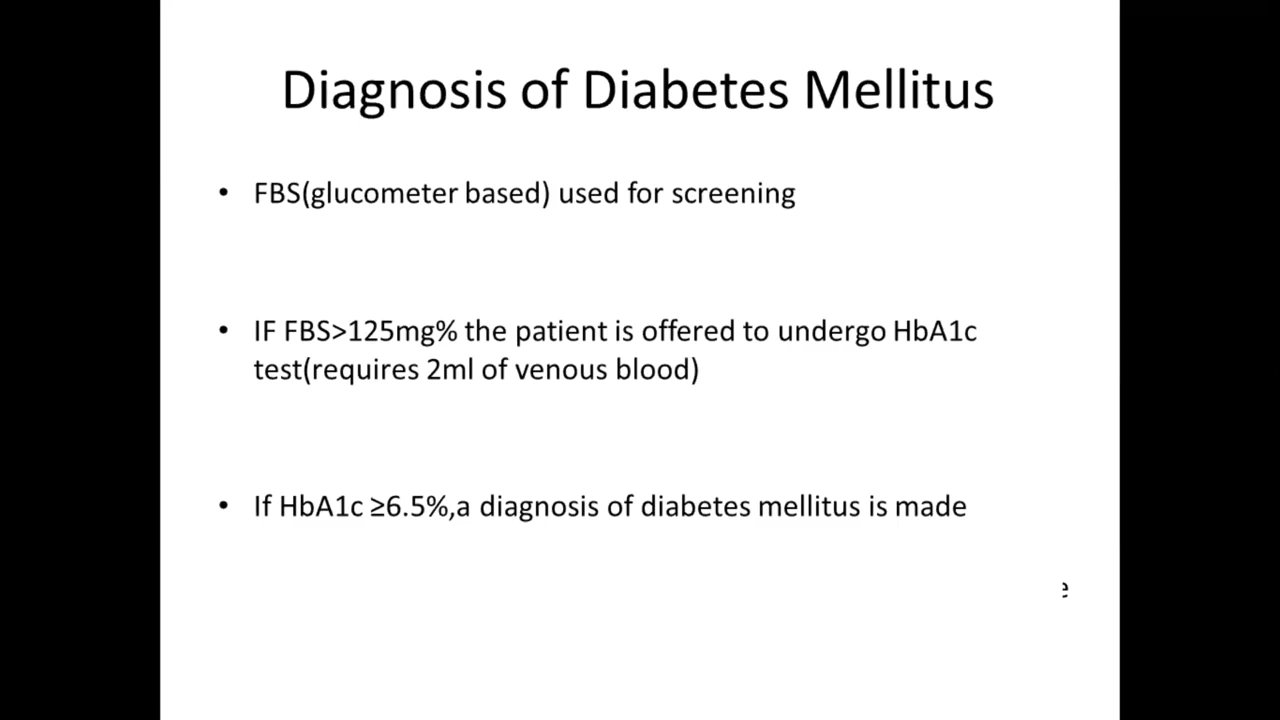 Diagnosis of Diabetes Mellitus
• FBS(glucometer based) used for screening
• IF FBS>125mg% the patient is offered to undergo HbA1c
test(requires 2ml of venous blood)
• If HbA1c ≥6.5%,a diagnosis of diabetes mellitus is made